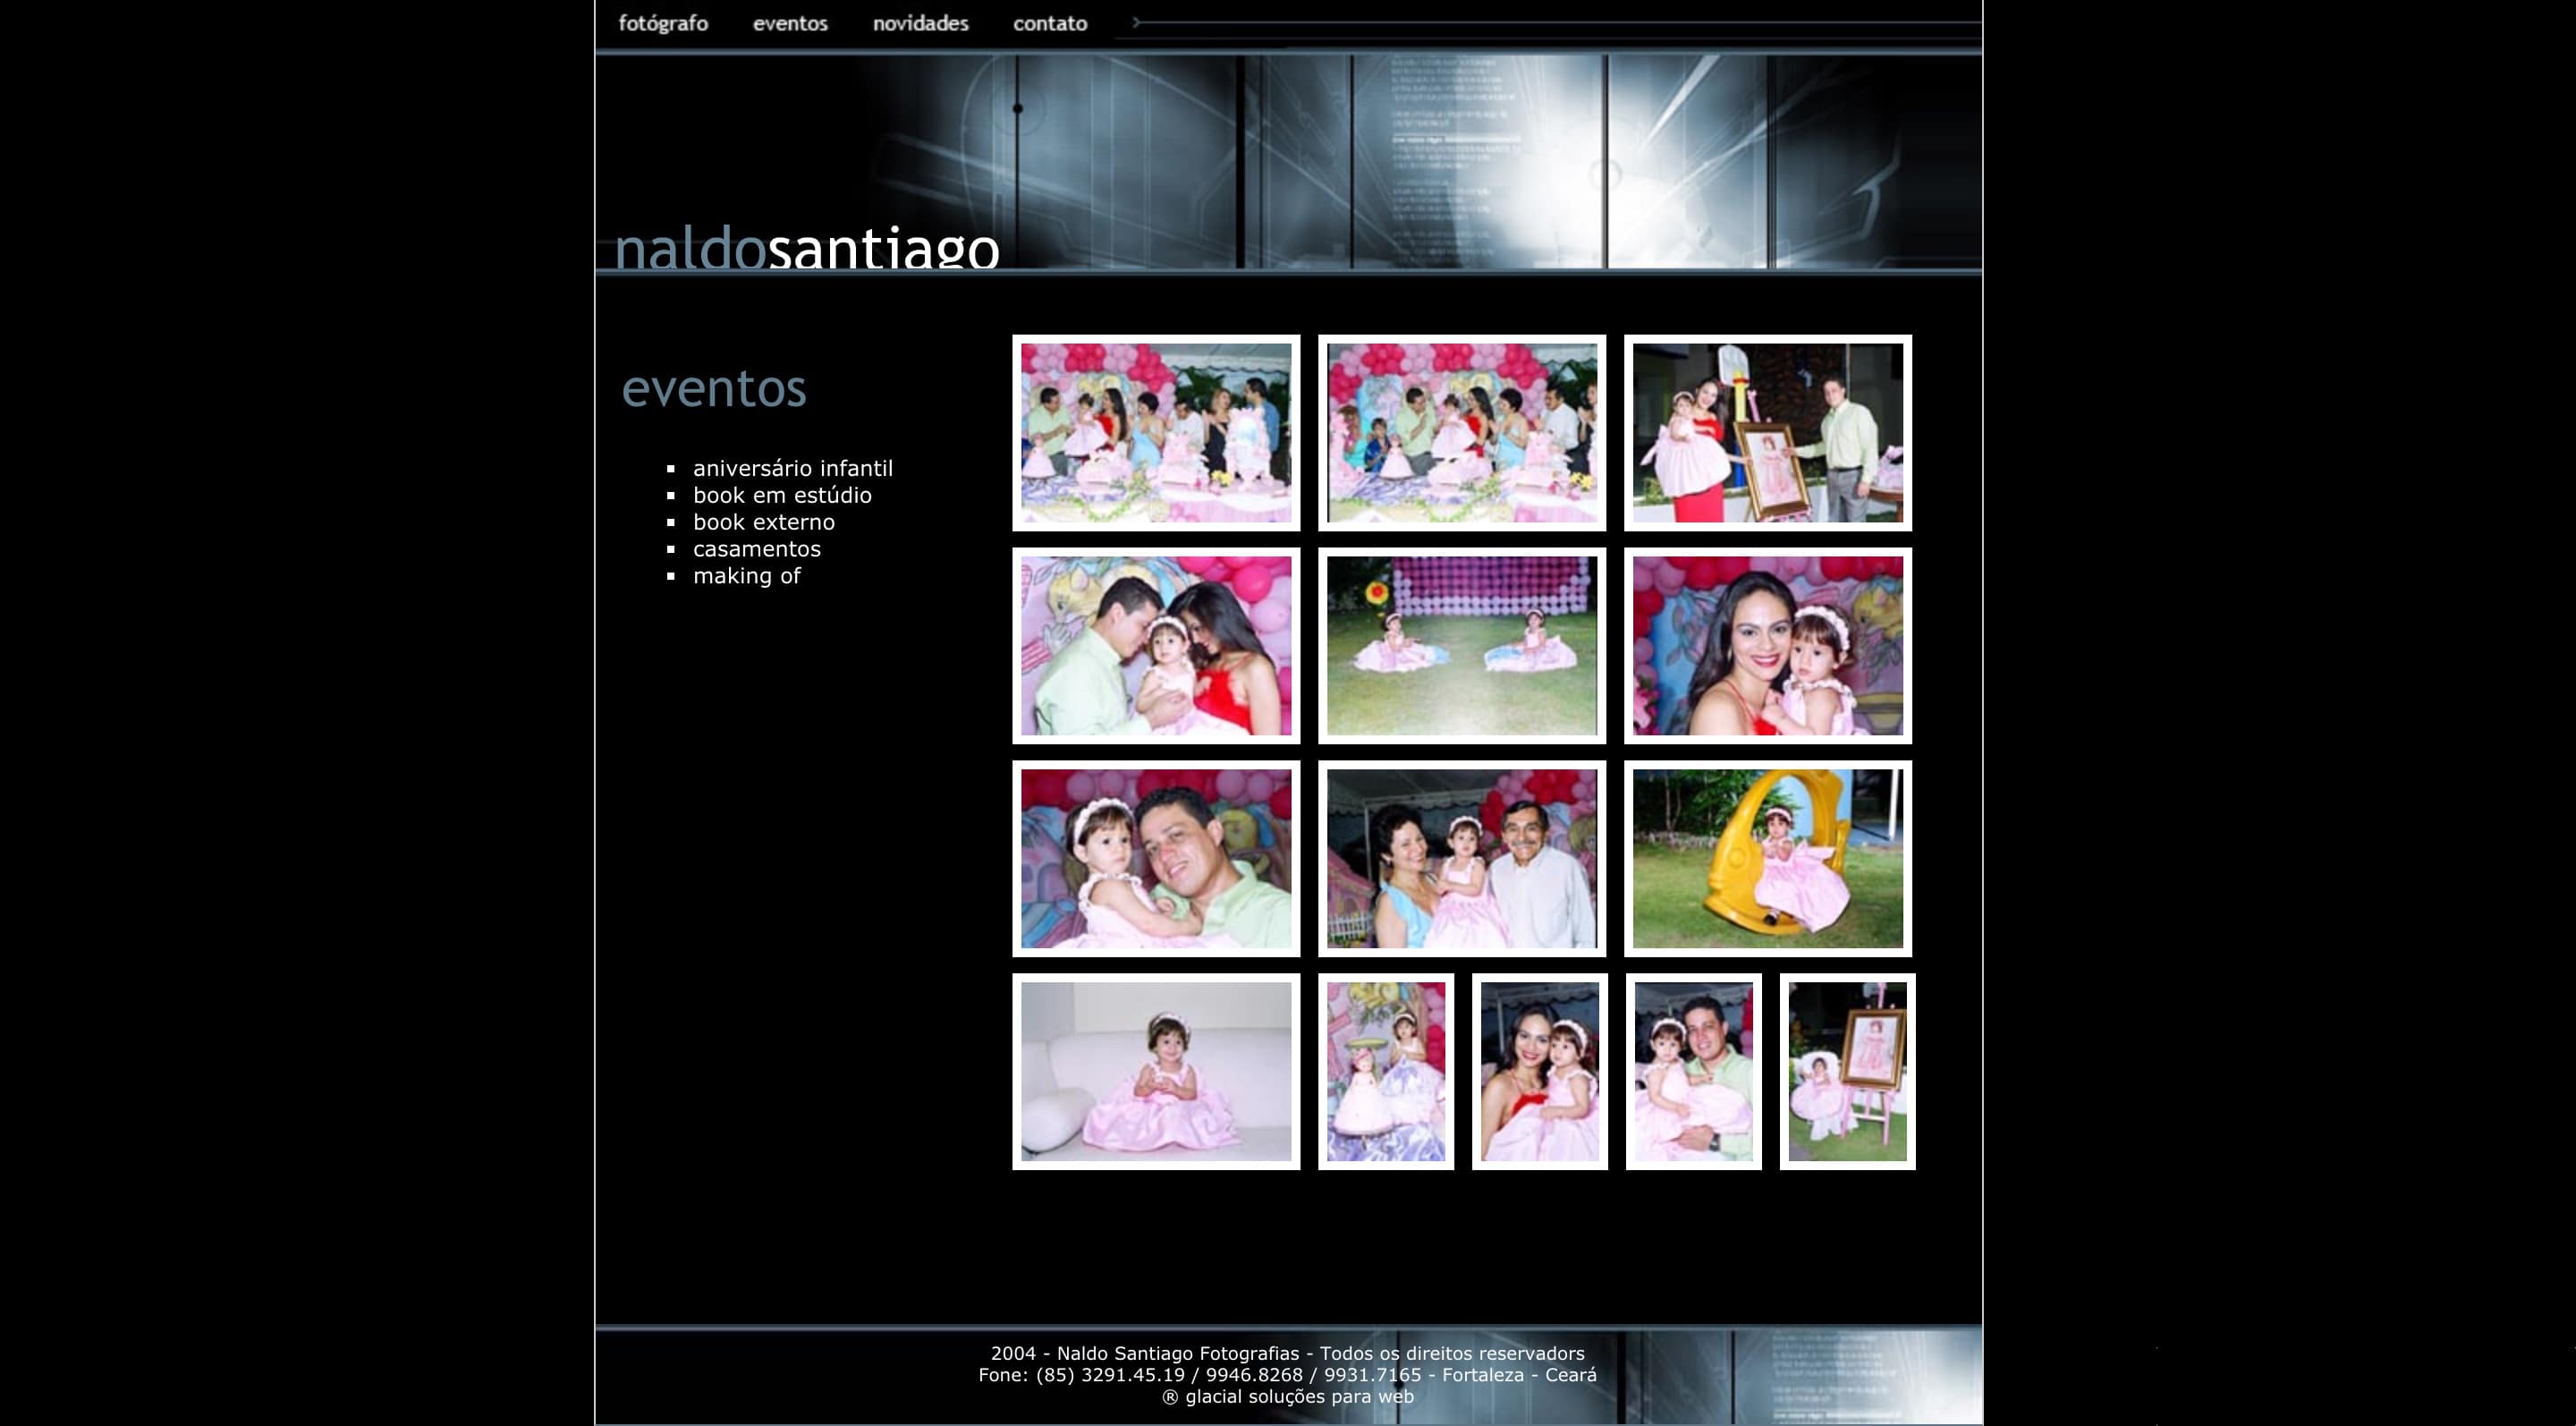 fotógrafo eventos novidades contato
naldosantiago
eventos
aniversário infantil
book em estúdio
book externo
casamentos
making of
2004 - Naldo Santiago Fotografias - Todos os direitos reservadors
Fone: (85) 3291.45.19 / 9946.8268 / 9931.7165 - Fortaleza - Ceará
® glacial soluções para web